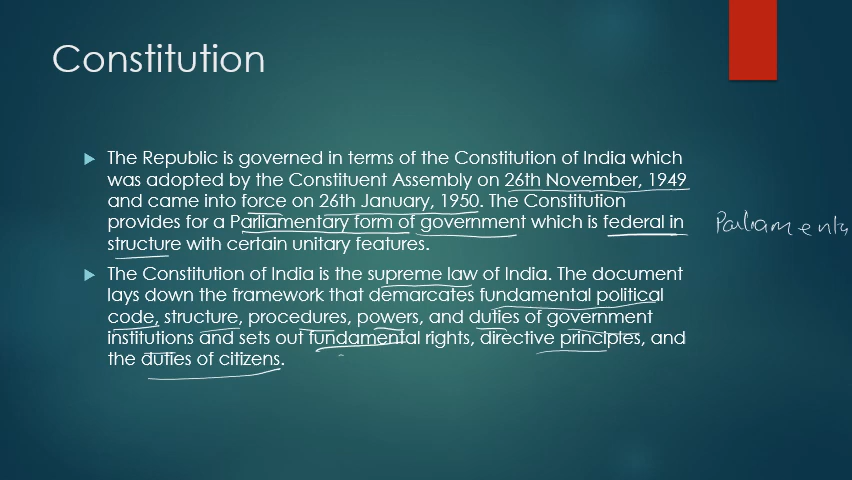 Constitution
The Republic is governed in terms of the Constitution of India which
was adopted by the Constituent Assembly on 26th November, 1949
and came into force on 26th January, 1950. The Constitution
provides for a Parliamentary form of government which is federal in
structure with certain unitary features.
Parliamenta
The Constitution of India is the supreme law of India. The document
lays down the framework that demarcates fundamental political
code, structure, procedures, powers, and duties of government
institutions and sets out fundamental rights, directive principles, and
the duties of citizens.